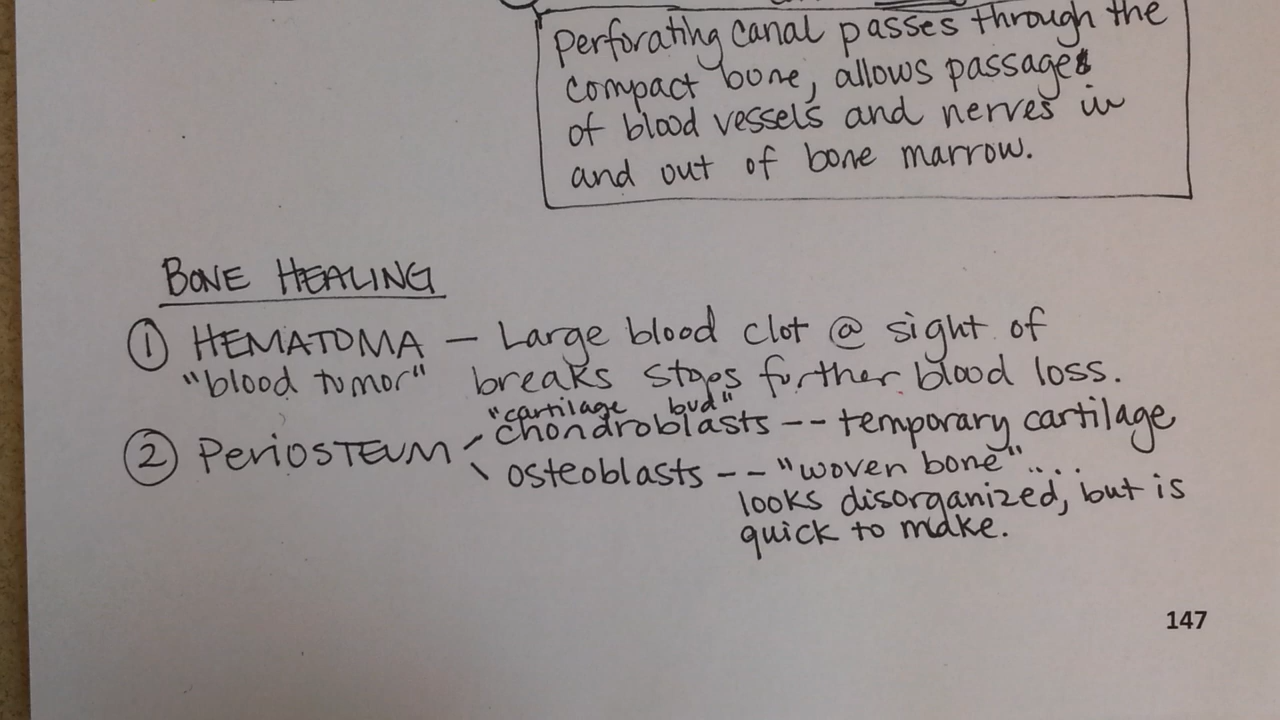 Perforating canal passes through the
compact bone, allows passage
of blood vessels and nerves in
and out of bone marrow.
BONE HEALING
① HEMATOMA — Large blood clot @ sight of
"blood tumor" breaks stops further blood loss.
"cartilage bud"
② PERIOSTEUM chondroblasts -- temporary cartilage
osteoblasts -- "woven bone"....
looks disorganized, but is
quick to make.
147